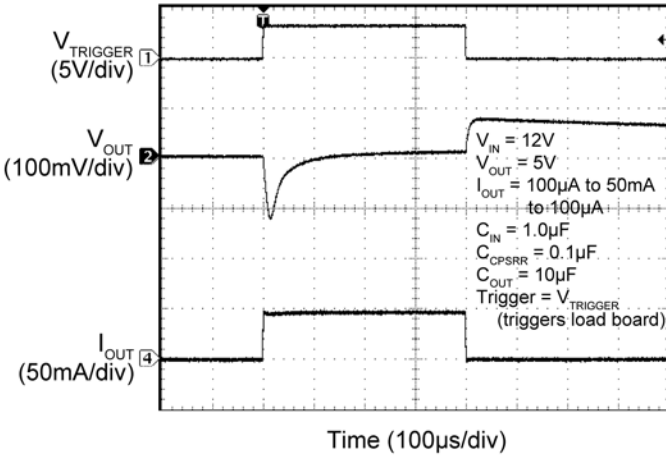 T
V_TRIGGER
(5V/div)
1
V_OUT
(100mV/div)
2
V_IN = 12V
V_OUT = 5V
I_OUT = 100µA to 50mA
to 100µA
C_IN = 1.0µF
C_CPSRR = 0.1µF
C_OUT = 10µF
Trigger = V_TRIGGER
(triggers load board)
I_OUT
(50mA/div)
4
Time (100µs/div)